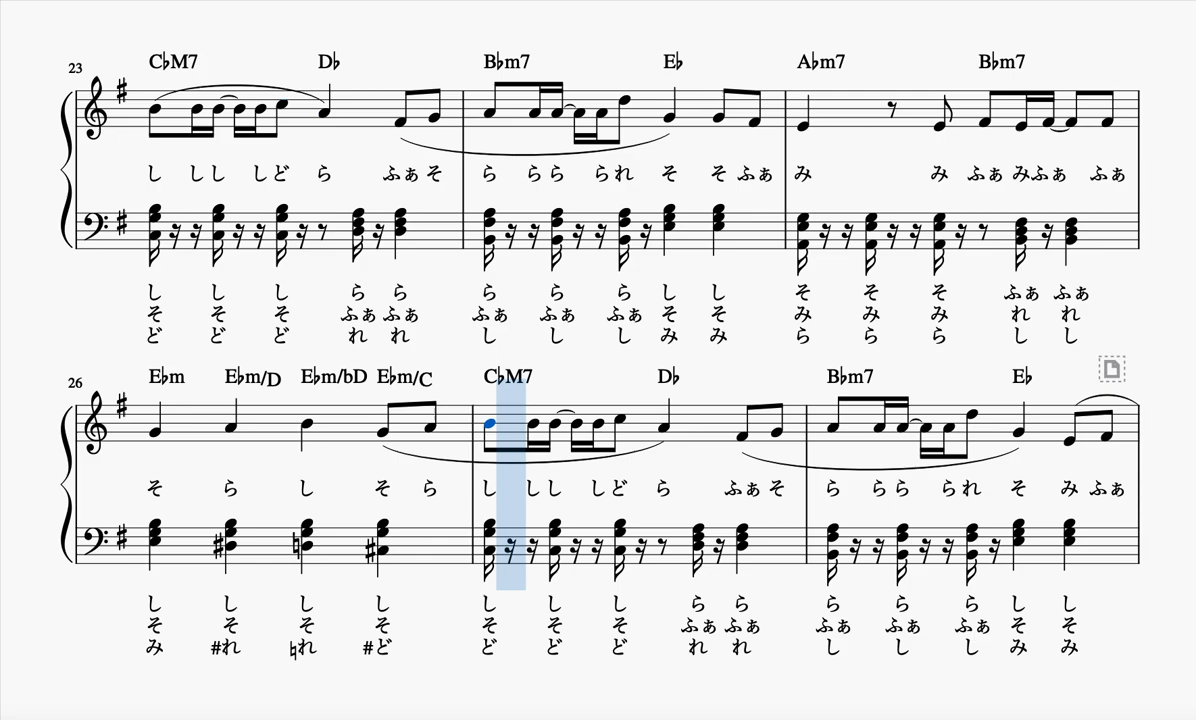 C♭M7 D♭ B♭m7 E♭ A♭m7 B♭m7
23
し し し し ど ら ふぁ そ ら ら ら ら れ そ そ ふぁ み み ふぁ み ふぁ ふぁ
し し し ら ら ら ら ら し し そ そ そ ふぁ ふぁ
そ そ そ ふぁ ふぁ ふぁ ふぁ ふぁ そ そ み み み れ れ
ど ど ど れ れ し し し み み ら ら ら し し
E♭m E♭m/D E♭m/bD E♭m/C C♭M7 D♭ B♭m7 E♭
26
そ ら し そ ら し し し し ど ら ふぁ そ ら ら ら ら れ そ み ふぁ
し し し し し し し ら ら ら ら ら し し
そ そ そ そ そ そ そ ふぁ ふぁ ふぁ ふぁ ふぁ そ そ
み #れ ♮れ #ど ど ど ど れ れ し し し み み